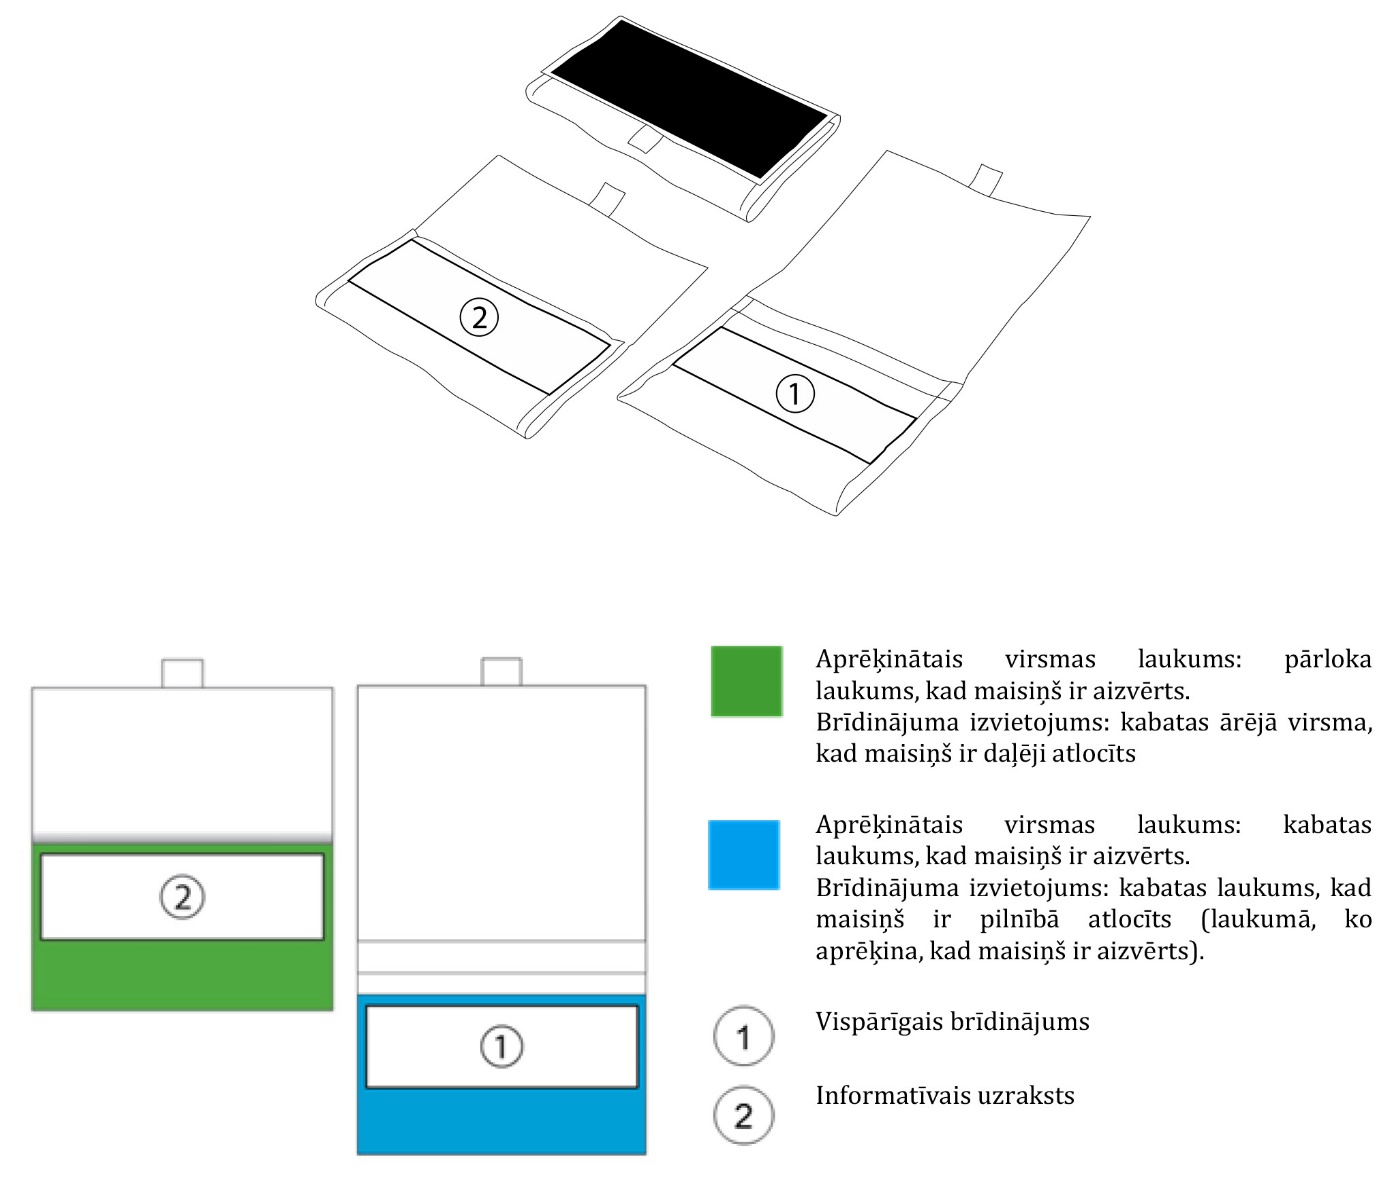 2
1
2
1
Aprēķinātais virsmas laukums: pārloka
laukums, kad maisiņš ir aizvērts.
Brīdinājuma izvietojums: kabatas ārējā virsma,
kad maisiņš ir daļēji atlocīts
Aprēķinātais virsmas laukums: kabatas
laukums, kad maisiņš ir aizvērts.
Brīdinājuma izvietojums: kabatas laukums, kad
maisiņš ir pilnībā atlocīts (laukumā, ko
aprēķina, kad maisiņš ir aizvērts).
1 Vispārīgais brīdinājums
2 Informatīvais uzraksts